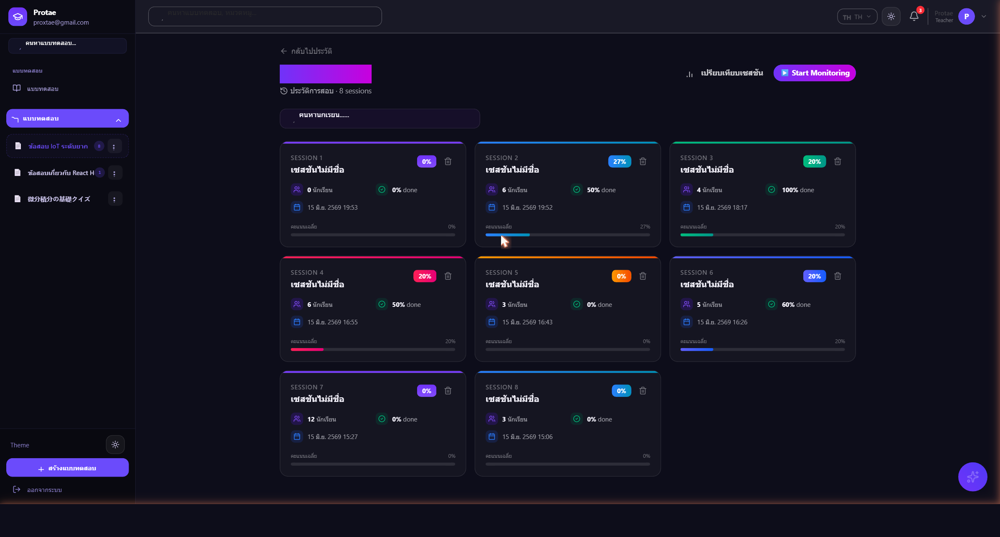 Protae
proxtae@gmail.com
ค้นหาแบบทดสอบ, หมวดหมู่...
TH TH
3
Protae
Teacher
P
ค้นหาแบบทดสอบ...
แบบทดสอบ
แบบทดสอบ
แบบทดสอบ
ข้อสอบ IoT ระดับยาก 8
ข้อสอบเกี่ยวกับ React H 1
微分積分の基礎クイズ
Theme
+ สร้างแบบทดสอบ
ออกจากระบบ
← กลับไปประวัติ
ประวัติการสอบ · 8 sessions
เปรียบเทียบเซสชัน
Start Monitoring
ค้นหานักเรียน......
SESSION 1
0%
เซสชันไม่มีชื่อ
0 นักเรียน
0% done
15 มิ.ย. 2569 19:53
คะแนนเฉลี่ย 0%
SESSION 2
27%
เซสชันไม่มีชื่อ
6 นักเรียน
50% done
15 มิ.ย. 2569 19:52
คะแนนเฉลี่ย 27%
SESSION 3
20%
เซสชันไม่มีชื่อ
4 นักเรียน
100% done
15 มิ.ย. 2569 18:17
คะแนนเฉลี่ย 20%
SESSION 4
20%
เซสชันไม่มีชื่อ
6 นักเรียน
50% done
15 มิ.ย. 2569 16:55
คะแนนเฉลี่ย 20%
SESSION 5
0%
เซสชันไม่มีชื่อ
3 นักเรียน
0% done
15 มิ.ย. 2569 16:43
คะแนนเฉลี่ย 0%
SESSION 6
20%
เซสชันไม่มีชื่อ
5 นักเรียน
60% done
15 มิ.ย. 2569 16:26
คะแนนเฉลี่ย 20%
SESSION 7
0%
เซสชันไม่มีชื่อ
12 นักเรียน
0% done
15 มิ.ย. 2569 15:27
คะแนนเฉลี่ย 0%
SESSION 8
0%
เซสชันไม่มีชื่อ
3 นักเรียน
0% done
15 มิ.ย. 2569 15:06
คะแนนเฉลี่ย 0%